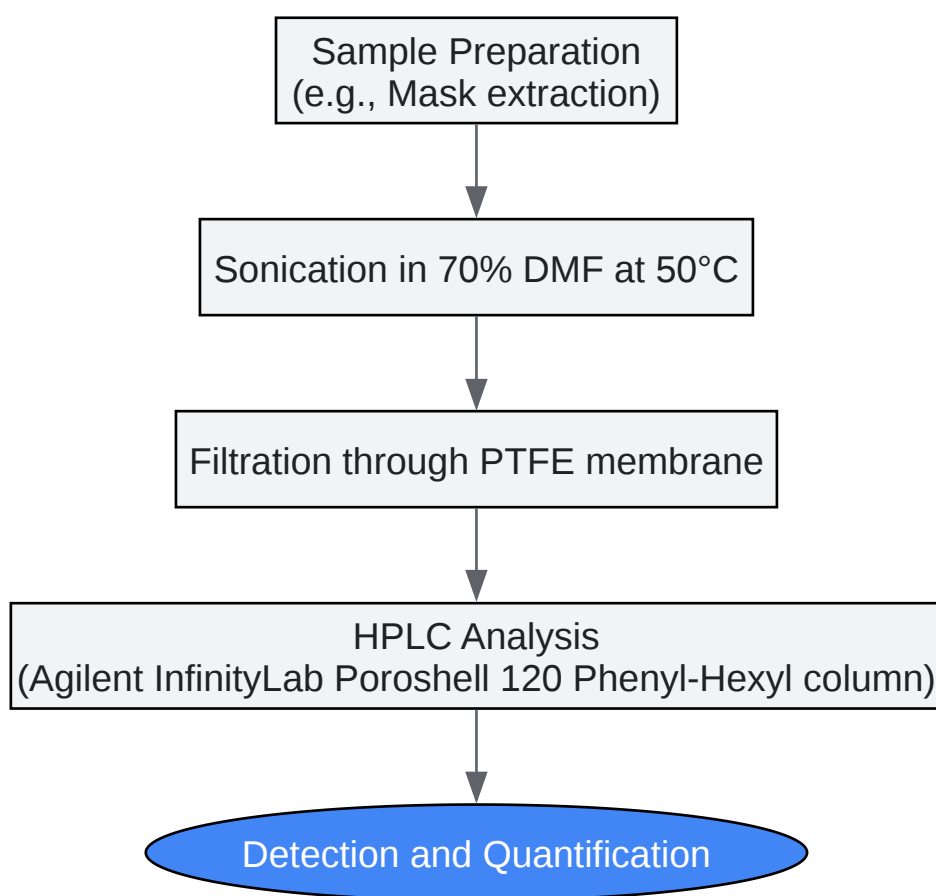 Sample Preparation
(e.g., Mask extraction)
Sonication in 70% DMF at 50°C
Filtration through PTFE membrane
HPLC Analysis
(Agilent InfinityLab Poroshell 120 Phenyl-Hexyl column)
Detection and Quantification